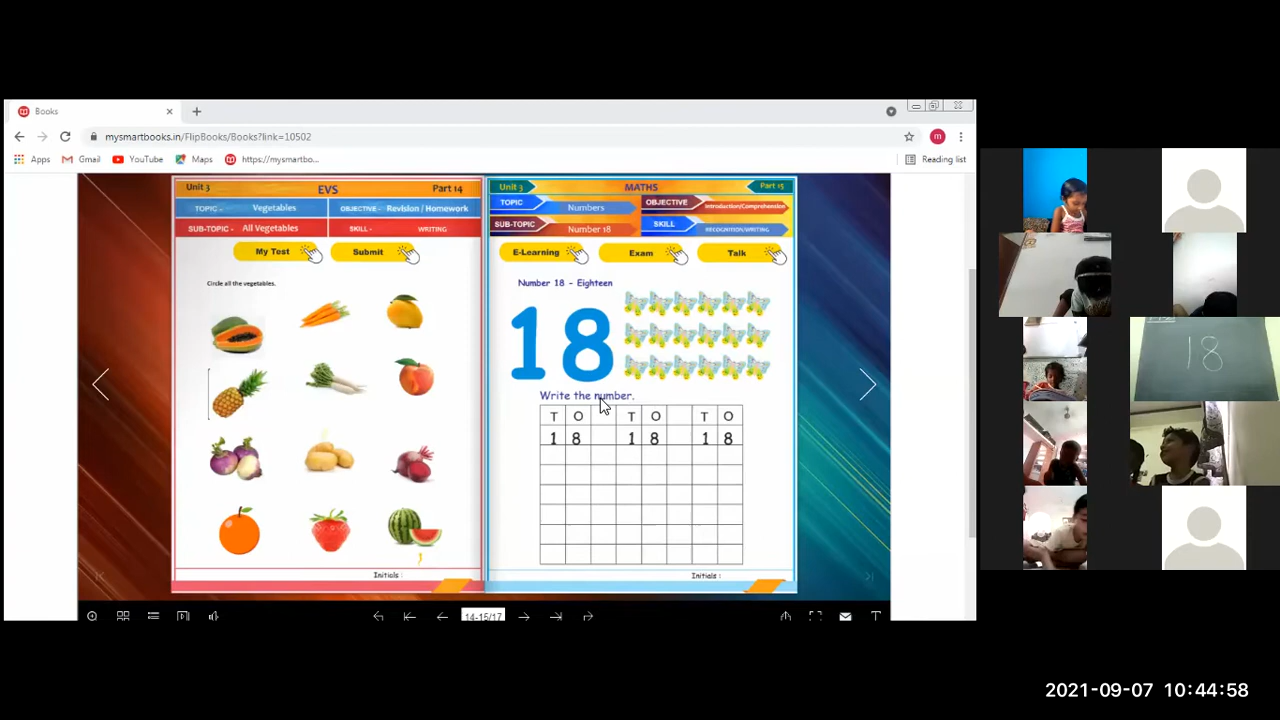 Books
mysmartbooks.in/FlipBooks/Books?link=10502
Apps Gmail YouTube Maps https://mysmartbo... Reading list
Unit 3 EVS Part 14
TOPIC - Vegetables OBJECTIVE - Revision / Homework
SUB-TOPIC - All Vegetables SKILL - WRITING
My Test Submit
Circle all the vegetables.
Initials :
Unit 3 MATHS Part 15
TOPIC Numbers OBJECTIVE Introduction/Comprehension
SUB-TOPIC Number 18 SKILL RECOGNITION/WRITING
E-Learning Exam Talk
Number 18 - Eighteen
18
Write the number.
T O T O T O
1 8 1 8 1 8
Initials :
14-15/17
18
2021-09-07 10:44:58